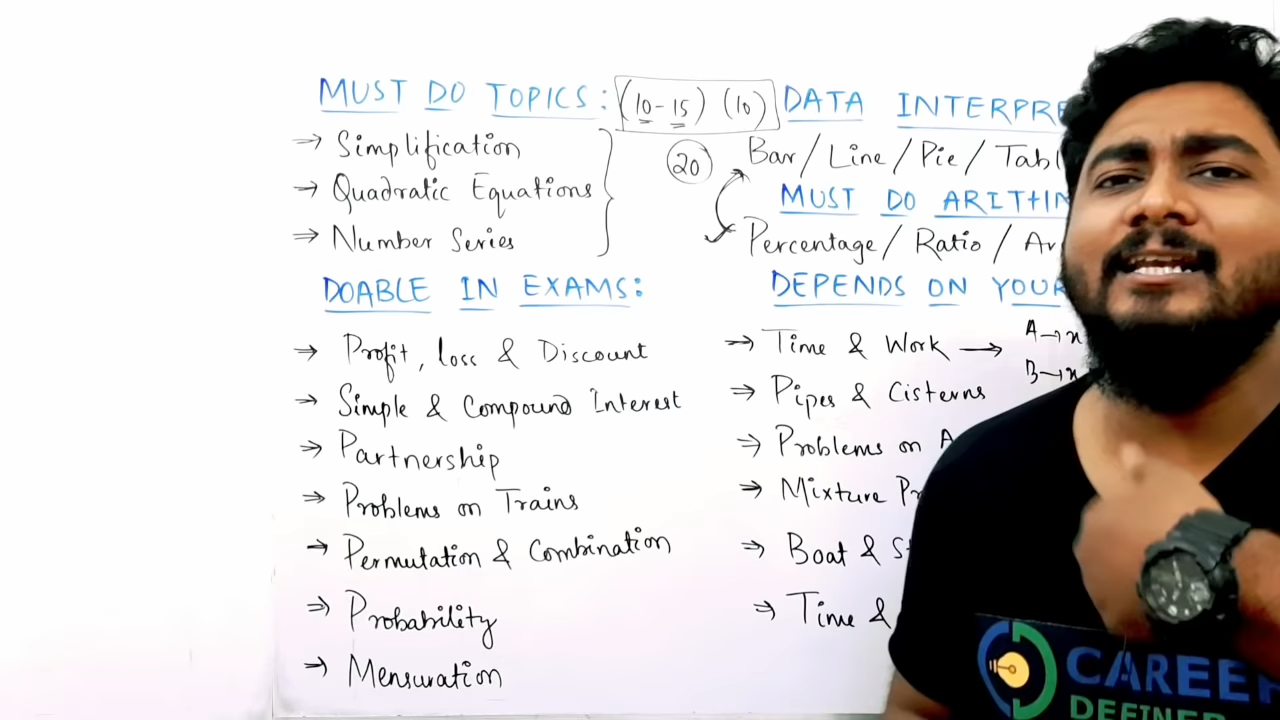 MUST DO TOPICS: (10-15) (10)
→ Simplification
→ Quadratic Equations
→ Number Series
20
DATA INTERPRE
Bar / Line / Pie / Tabl
MUST DO ARITHM
Percentage / Ratio / Av
DOABLE IN EXAMS:
→ Profit, loss & Discount
→ Simple & Compound Interest
→ Partnership
→ Problems on Trains
→ Permutation & Combination
→ Probability
→ Mensuration
DEPENDS ON YOUR
→ Time & Work → A→x
B→x
→ Pipes & Cisterns
→ Problems on A
→ Mixture Pr
→ Boat & St
→ Time &
CAREER
DEFINER